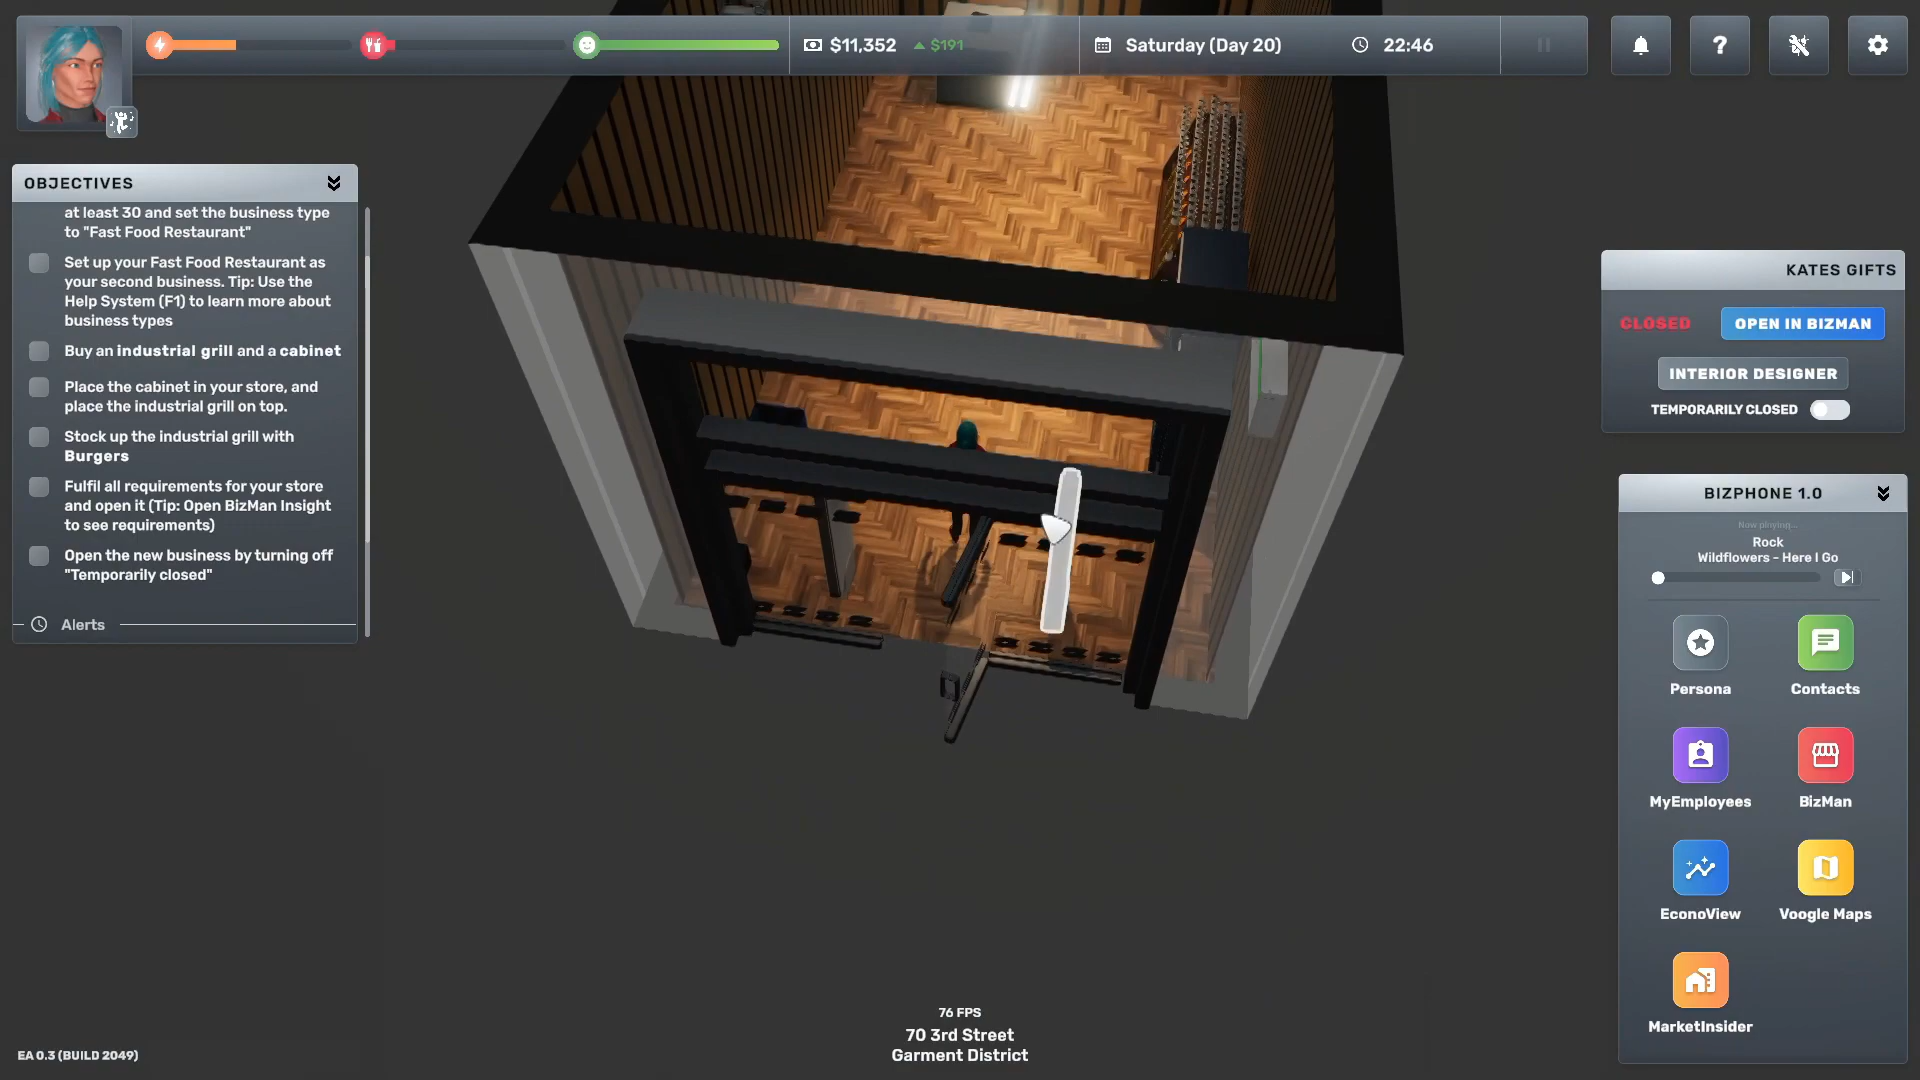 $11,352
$191
Saturday (Day 20)
22:46
?
OBJECTIVES
at least 30 and set the business type
to "Fast Food Restaurant"
Set up your Fast Food Restaurant as
your second business. Tip: Use the
Help System (F1) to learn more about
business types
Buy an industrial grill and a cabinet
Place the cabinet in your store, and
place the industrial grill on top.
Stock up the industrial grill with
Burgers
Fulfil all requirements for your store
and open it (Tip: Open BizMan Insight
to see requirements)
Open the new business by turning off
"Temporarily closed"
Alerts
KATES GIFTS
CLOSED
OPEN IN BIZMAN
INTERIOR DESIGNER
TEMPORARILY CLOSED
BIZPHONE 1.0
Now playing...
Rock
Wildflowers - Here I Go
Persona
Contacts
MyEmployees
BizMan
EconoView
Voogle Maps
MarketInsider
76 FPS
70 3rd Street
Garment District
EA 0.3 (BUILD 2049)